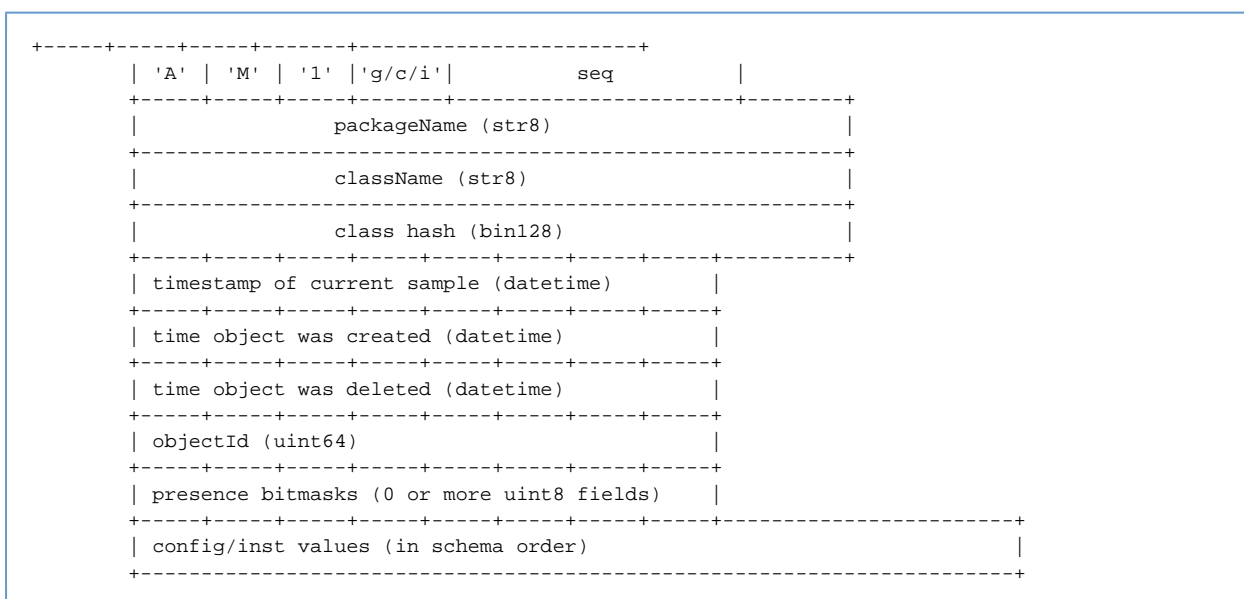 +-----+-----+-----+-------+-----------------------+
| 'A' | 'M' | '1' |'g/c/i'| seq |
+-----+-----+-----+-------+-----------------------+--------+
| packageName (str8) |
+----------------------------------------------------------+
| className (str8) |
+----------------------------------------------------------+
| class hash (bin128) |
+-----+-----+-----+-----+-----+-----+-----+-----+----------+
| timestamp of current sample (datetime) |
+-----+-----+-----+-----+-----+-----+-----+-----+
| time object was created (datetime) |
+-----+-----+-----+-----+-----+-----+-----+-----+
| time object was deleted (datetime) |
+-----+-----+-----+-----+-----+-----+-----+-----+
| objectId (uint64) |
+-----+-----+-----+-----+-----+-----+-----+-----+
| presence bitmasks (0 or more uint8 fields) |
+-----+-----+-----+-----+-----+-----+-----+-----+------------------------+
| config/inst values (in schema order) |
+------------------------------------------------------------------------+